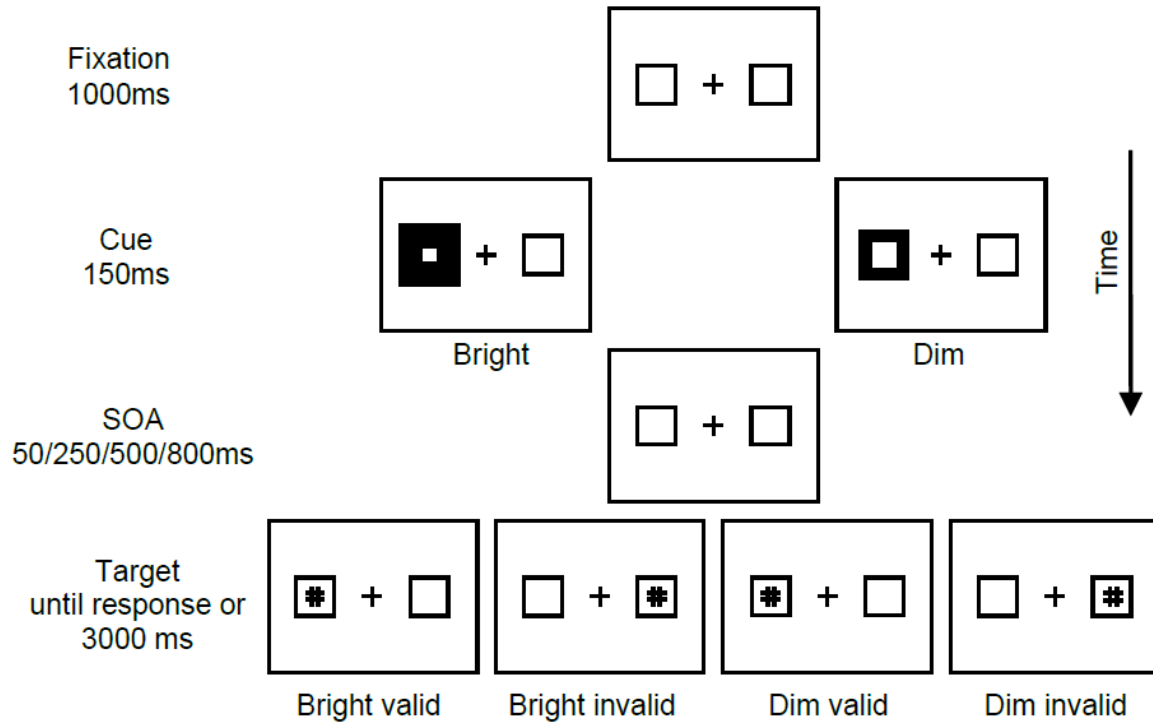 Fixation
1000ms
Cue
150ms
Time
Bright
Dim
SOA
50/250/500/800ms
Target
until response or
3000 ms
Bright valid
Bright invalid
Dim valid
Dim invalid